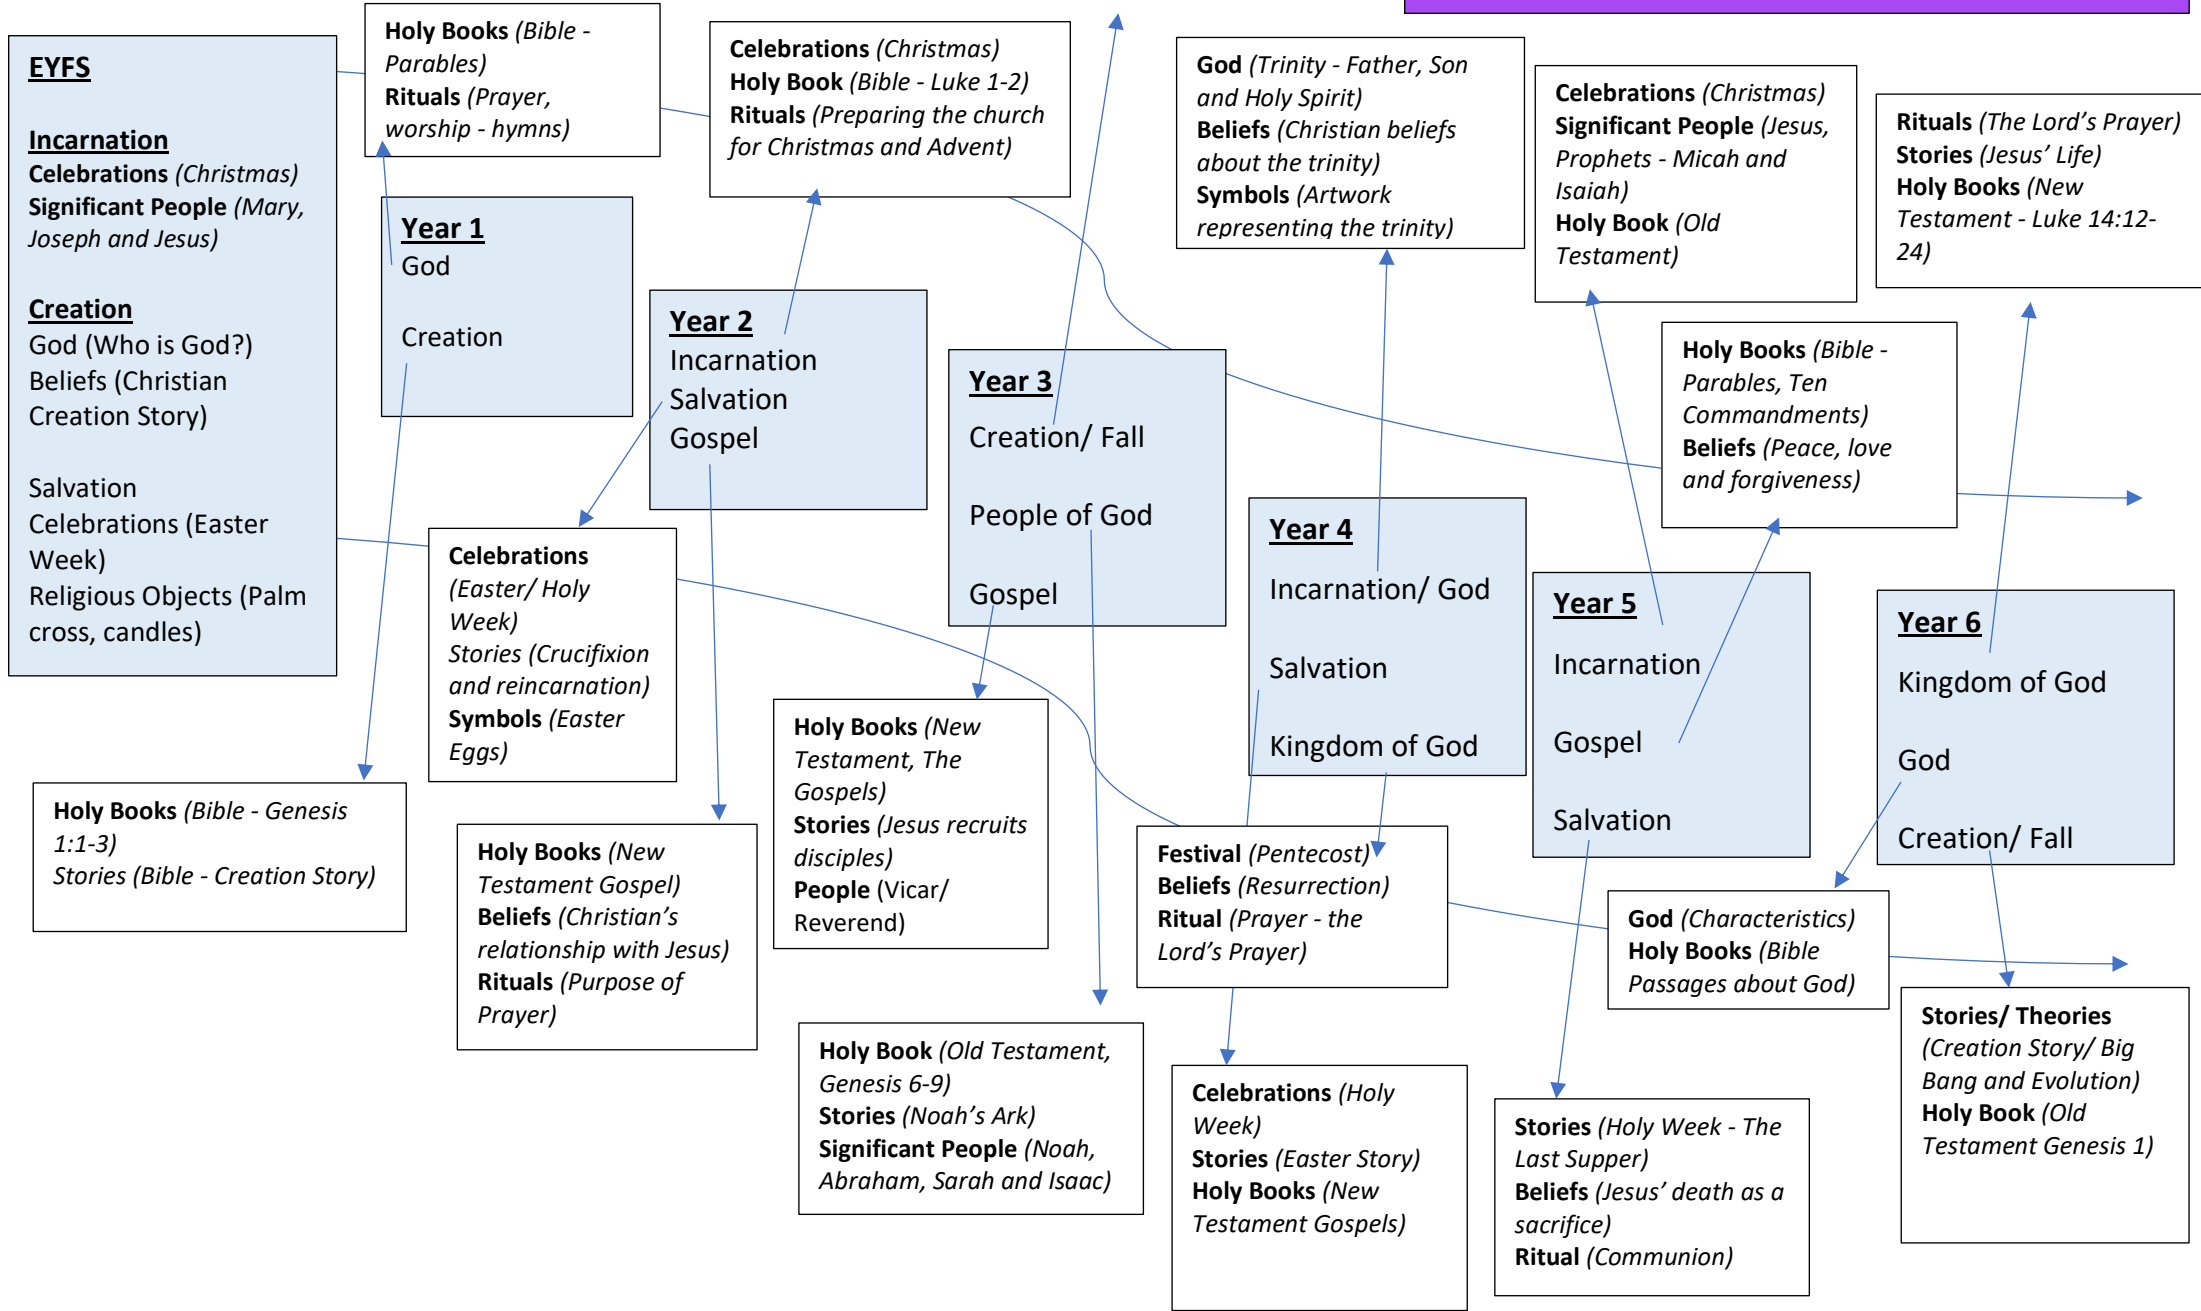 EYFS
Incarnation
Celebrations (Christmas)
Significant People (Mary,
Joseph and Jesus)
Creation
God (Who is God?)
Beliefs (Christian
Creation Story)
Salvation
Celebrations (Easter
Week)
Religious Objects (Palm
cross, candles)
Holy Books (Bible -
Parables)
Rituals (Prayer,
worship - hymns)
Year 1
God
Creation
Holy Books (Bible - Genesis
1:1-3)
Stories (Bible - Creation Story)
Celebrations (Christmas)
Holy Book (Bible - Luke 1-2)
Rituals (Preparing the church
for Christmas and Advent)
Year 2
Incarnation
Salvation
Gospel
Celebrations
(Easter/ Holy
Week)
Stories (Crucifixion
and reincarnation)
Symbols (Easter
Eggs)
Holy Books (New
Testament Gospel)
Beliefs (Christian's
relationship with Jesus)
Rituals (Purpose of
Prayer)
Year 3
Creation/ Fall
People of God
Gospel
Holy Books (New
Testament, The
Gospels)
Stories (Jesus recruits
disciples)
People (Vicar/
Reverend)
Holy Book (Old Testament,
Genesis 6-9)
Stories (Noah's Ark)
Significant People (Noah,
Abraham, Sarah and Isaac)
God (Trinity - Father, Son
and Holy Spirit)
Beliefs (Christian beliefs
about the trinity)
Symbols (Artwork
representing the trinity)
Year 4
Incarnation/ God
Salvation
Kingdom of God
Festival (Pentecost)
Beliefs (Resurrection)
Ritual (Prayer - the
Lord's Prayer)
Celebrations (Holy
Week)
Stories (Easter Story)
Holy Books (New
Testament Gospels)
Celebrations (Christmas)
Significant People (Jesus,
Prophets - Micah and
Isaiah)
Holy Book (Old
Testament)
Holy Books (Bible -
Parables, Ten
Commandments)
Beliefs (Peace, love
and forgiveness)
Year 5
Incarnation
Gospel
Salvation
Stories (Holy Week - The
Last Supper)
Beliefs (Jesus' death as a
sacrifice)
Ritual (Communion)
Rituals (The Lord's Prayer)
Stories (Jesus' Life)
Holy Books (New
Testament - Luke 14:12-
24)
Year 6
Kingdom of God
God
Creation/ Fall
God (Characteristics)
Holy Books (Bible
Passages about God)
Stories/ Theories
(Creation Story/ Big
Bang and Evolution)
Holy Book (Old
Testament Genesis 1)